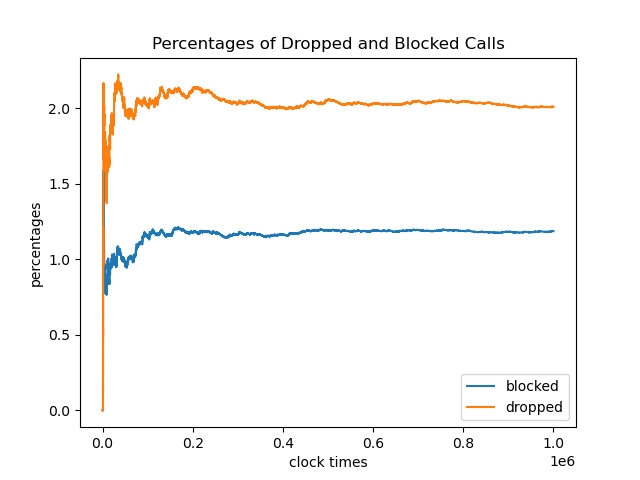 Percentages of Dropped and Blocked Calls
percentages
2.0
1.5
1.0
0.5
0.0
0.0 0.2 0.4 0.6 0.8 1.0
1e6
clock times
blocked
dropped